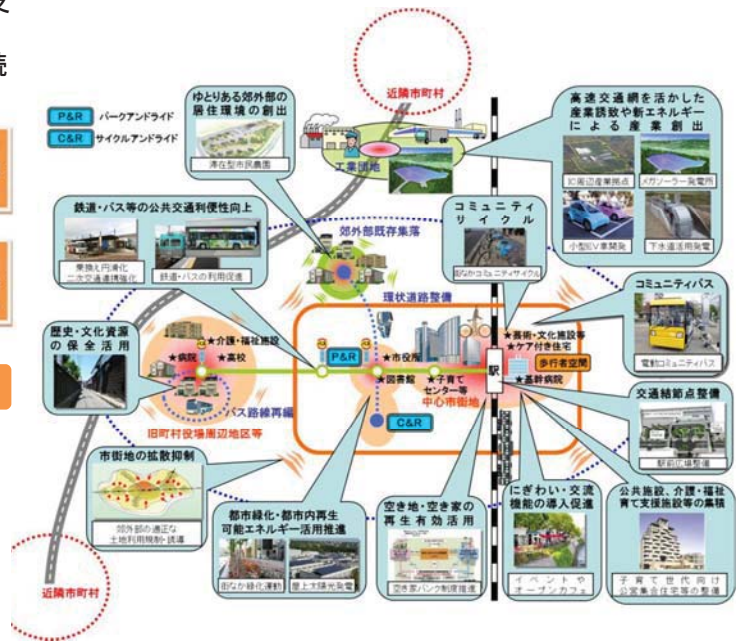 続
近隣市町村
P&R
パークアンドライド
C&R
サイクルアンドライド
ゆとりある郊外部の
居住環境の創出
滞在型市民農園
工業団地
高速交通網を活かした
産業誘致や新エネルギー
による産業創出
IC周辺産業拠点
メガソーラー発電所
小型EV車開発
下水道活用発電
鉄道・バス等の公共交通利便性向上
乗換え円滑化
二次交通連携強化
鉄道・バスの利用促進
郊外部既存集落
コミュニティ
リサイクル
街なかコミュニティサイクル
環状道路整備
コミュニティバス
電動コミュニティバス
歴史・文化資源
の保全活用
★介護・福祉施設
★病院
★高校
P&R
★市役所
★図書館
★子育て
センター等
中心市街地
駅
★芸術・文化施設等
★ケア付き住宅
歩行者空間
★基幹病院
バス路線再編
旧町村役場周辺地区等
C&R
交通結節点整備
駅前広場整備
市街地の拡散抑制
郊外部の適正な
土地利用規制・誘導
都市緑化・都市内再生
可能エネルギー活用推進
街なか緑化運動
屋上太陽光発電
空き地・空き家の
再生有効活用
空き家バンク制度推進
にぎわい・交流
機能の導入促進
イベントや
オープンカフェ
公共施設、介護・福祉
育て支援施設等の集積
子育て世代向け
公営集合住宅等の整備
近隣市町村